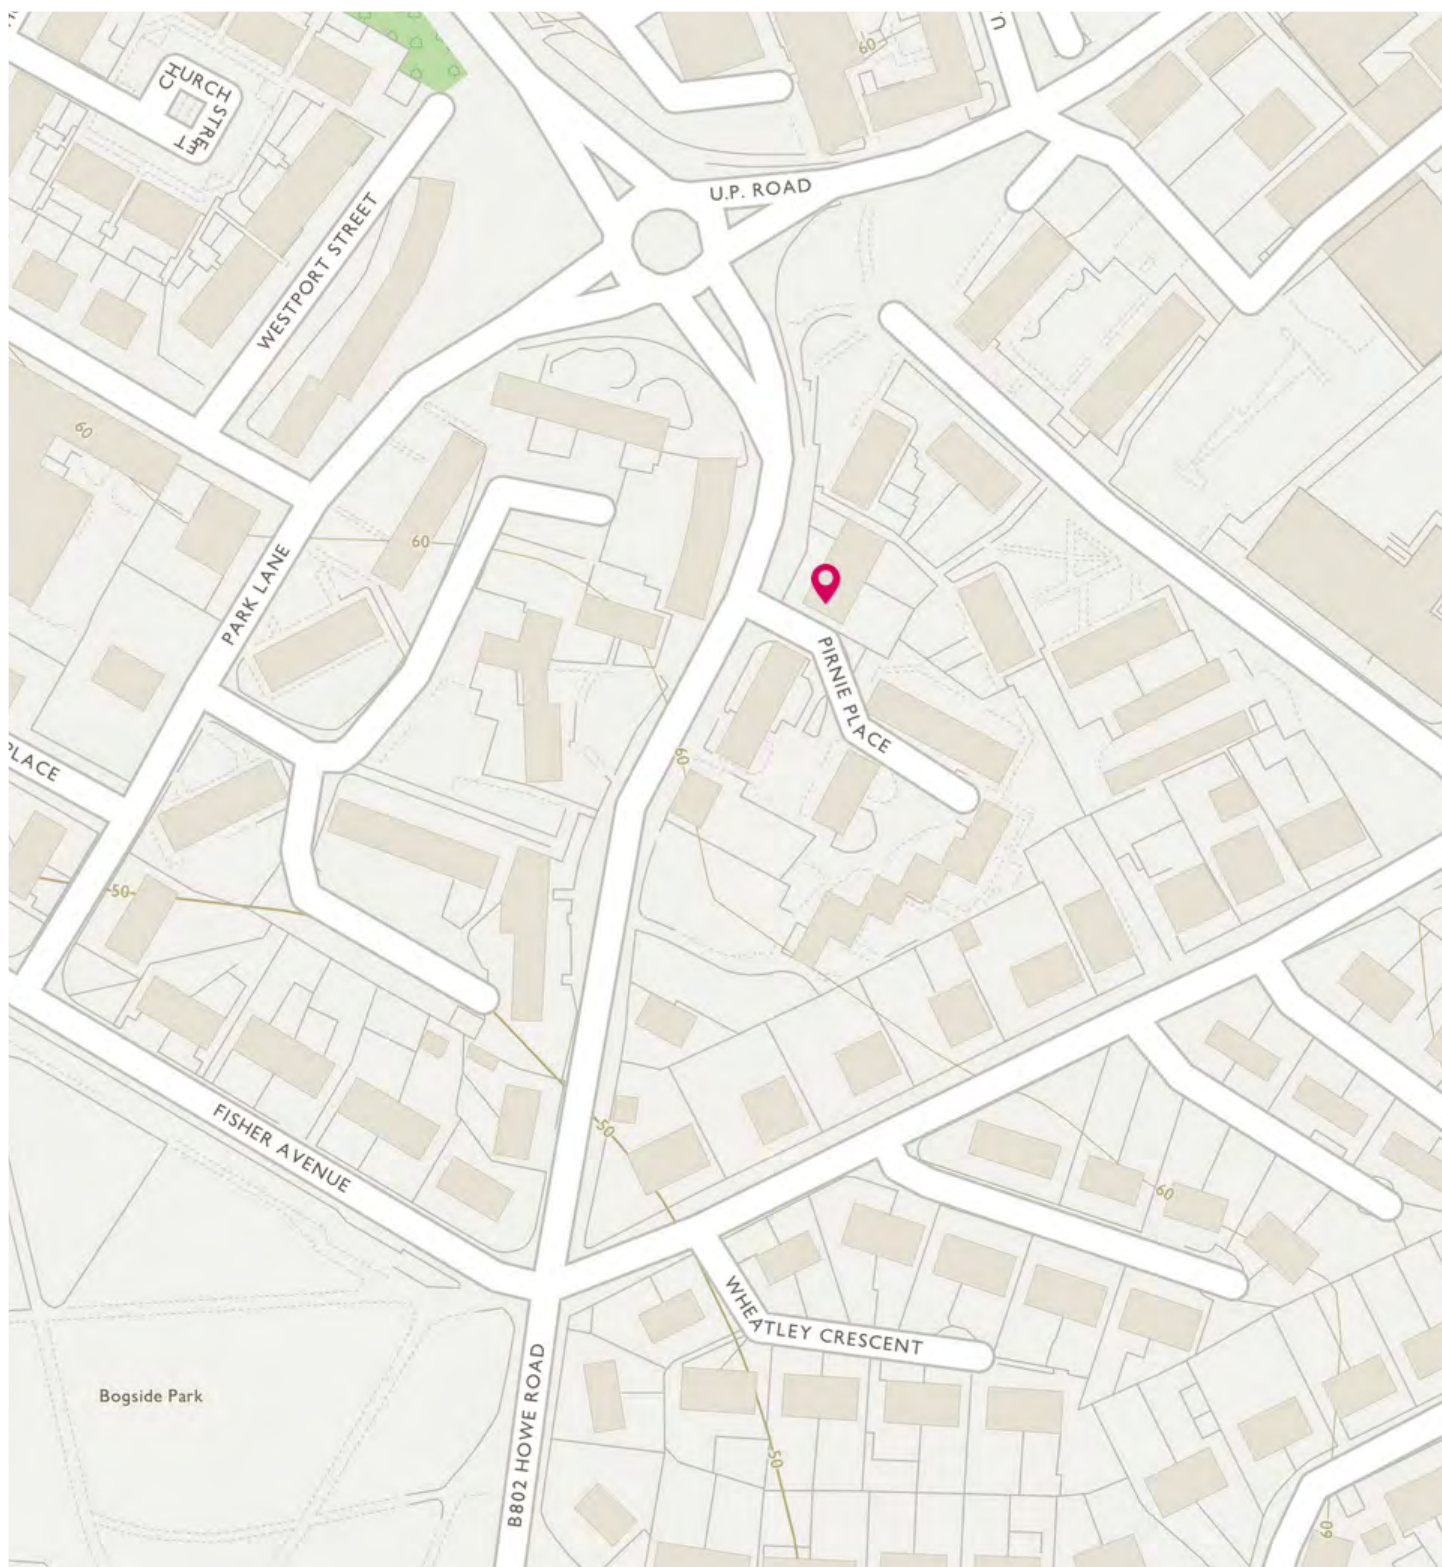 60
CHURCH STREET
U.P. ROAD
WESTPORT STREET
60
60
PARK LANE
PIRNIE PLACE
PLACE
60
50
FISHER AVENUE
50
60
WHEATLEY CRESCENT
Bogside Park
B802 HOWE ROAD
50
60